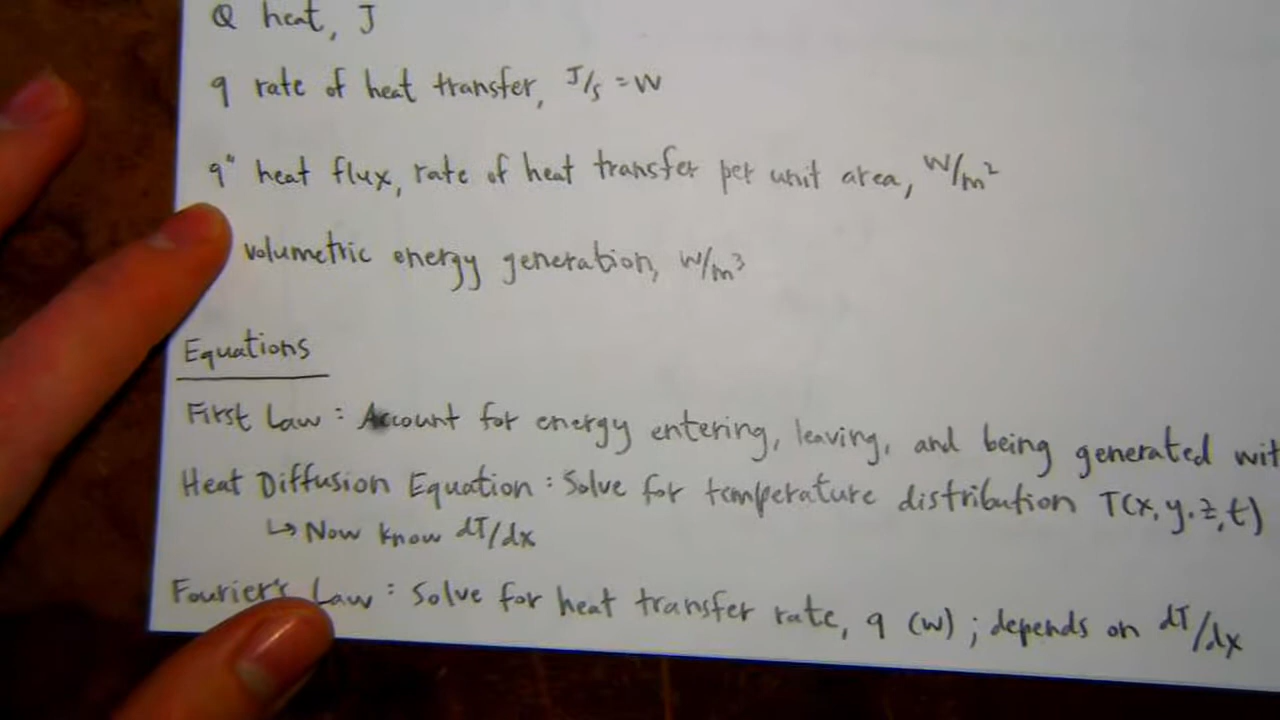 Q heat, J
q rate of heat transfer, J/s = W
q" heat flux, rate of heat transfer per unit area, W/m²
volumetric energy generation, W/m³
Equations
First Law: Account for energy entering, leaving, and being generated wit
Heat Diffusion Equation: Solve for temperature distribution T(x, y, z, t)
↳ Now know dT/dx
Fourier's Law: Solve for heat transfer rate, q (W); depends on dT/dx